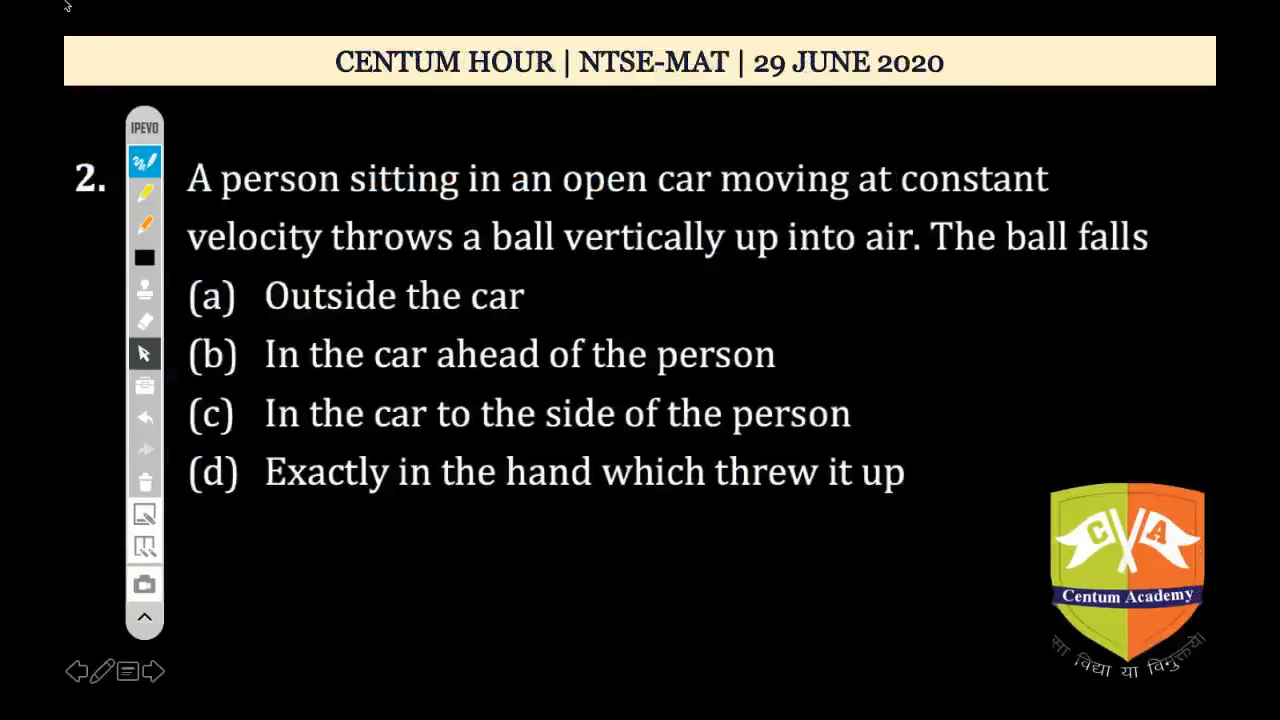 CENTUM HOUR | NTSE-MAT | 29 JUNE 2020
IPEVO
2. A person sitting in an open car moving at constant
velocity throws a ball vertically up into air. The ball falls
(a) Outside the car
(b) In the car ahead of the person
(c) In the car to the side of the person
(d) Exactly in the hand which threw it up
C A
Centum Academy
सा विद्या या विमुक्तये।